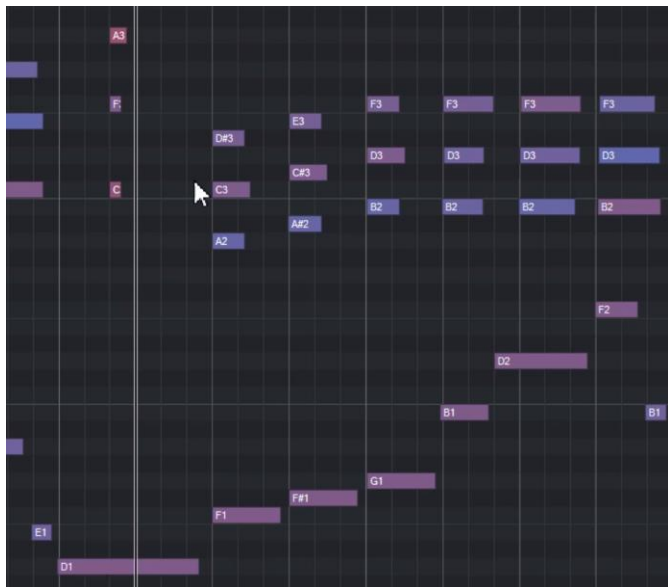 A3
F3 F3 F3 F3
E3
D#3
D3 D3 D3 D3
C#3
C C3
B2 B2 B2 B2
A#2
A2
F2
D2
B1 B1
G1
F#1
F1
E1
D1